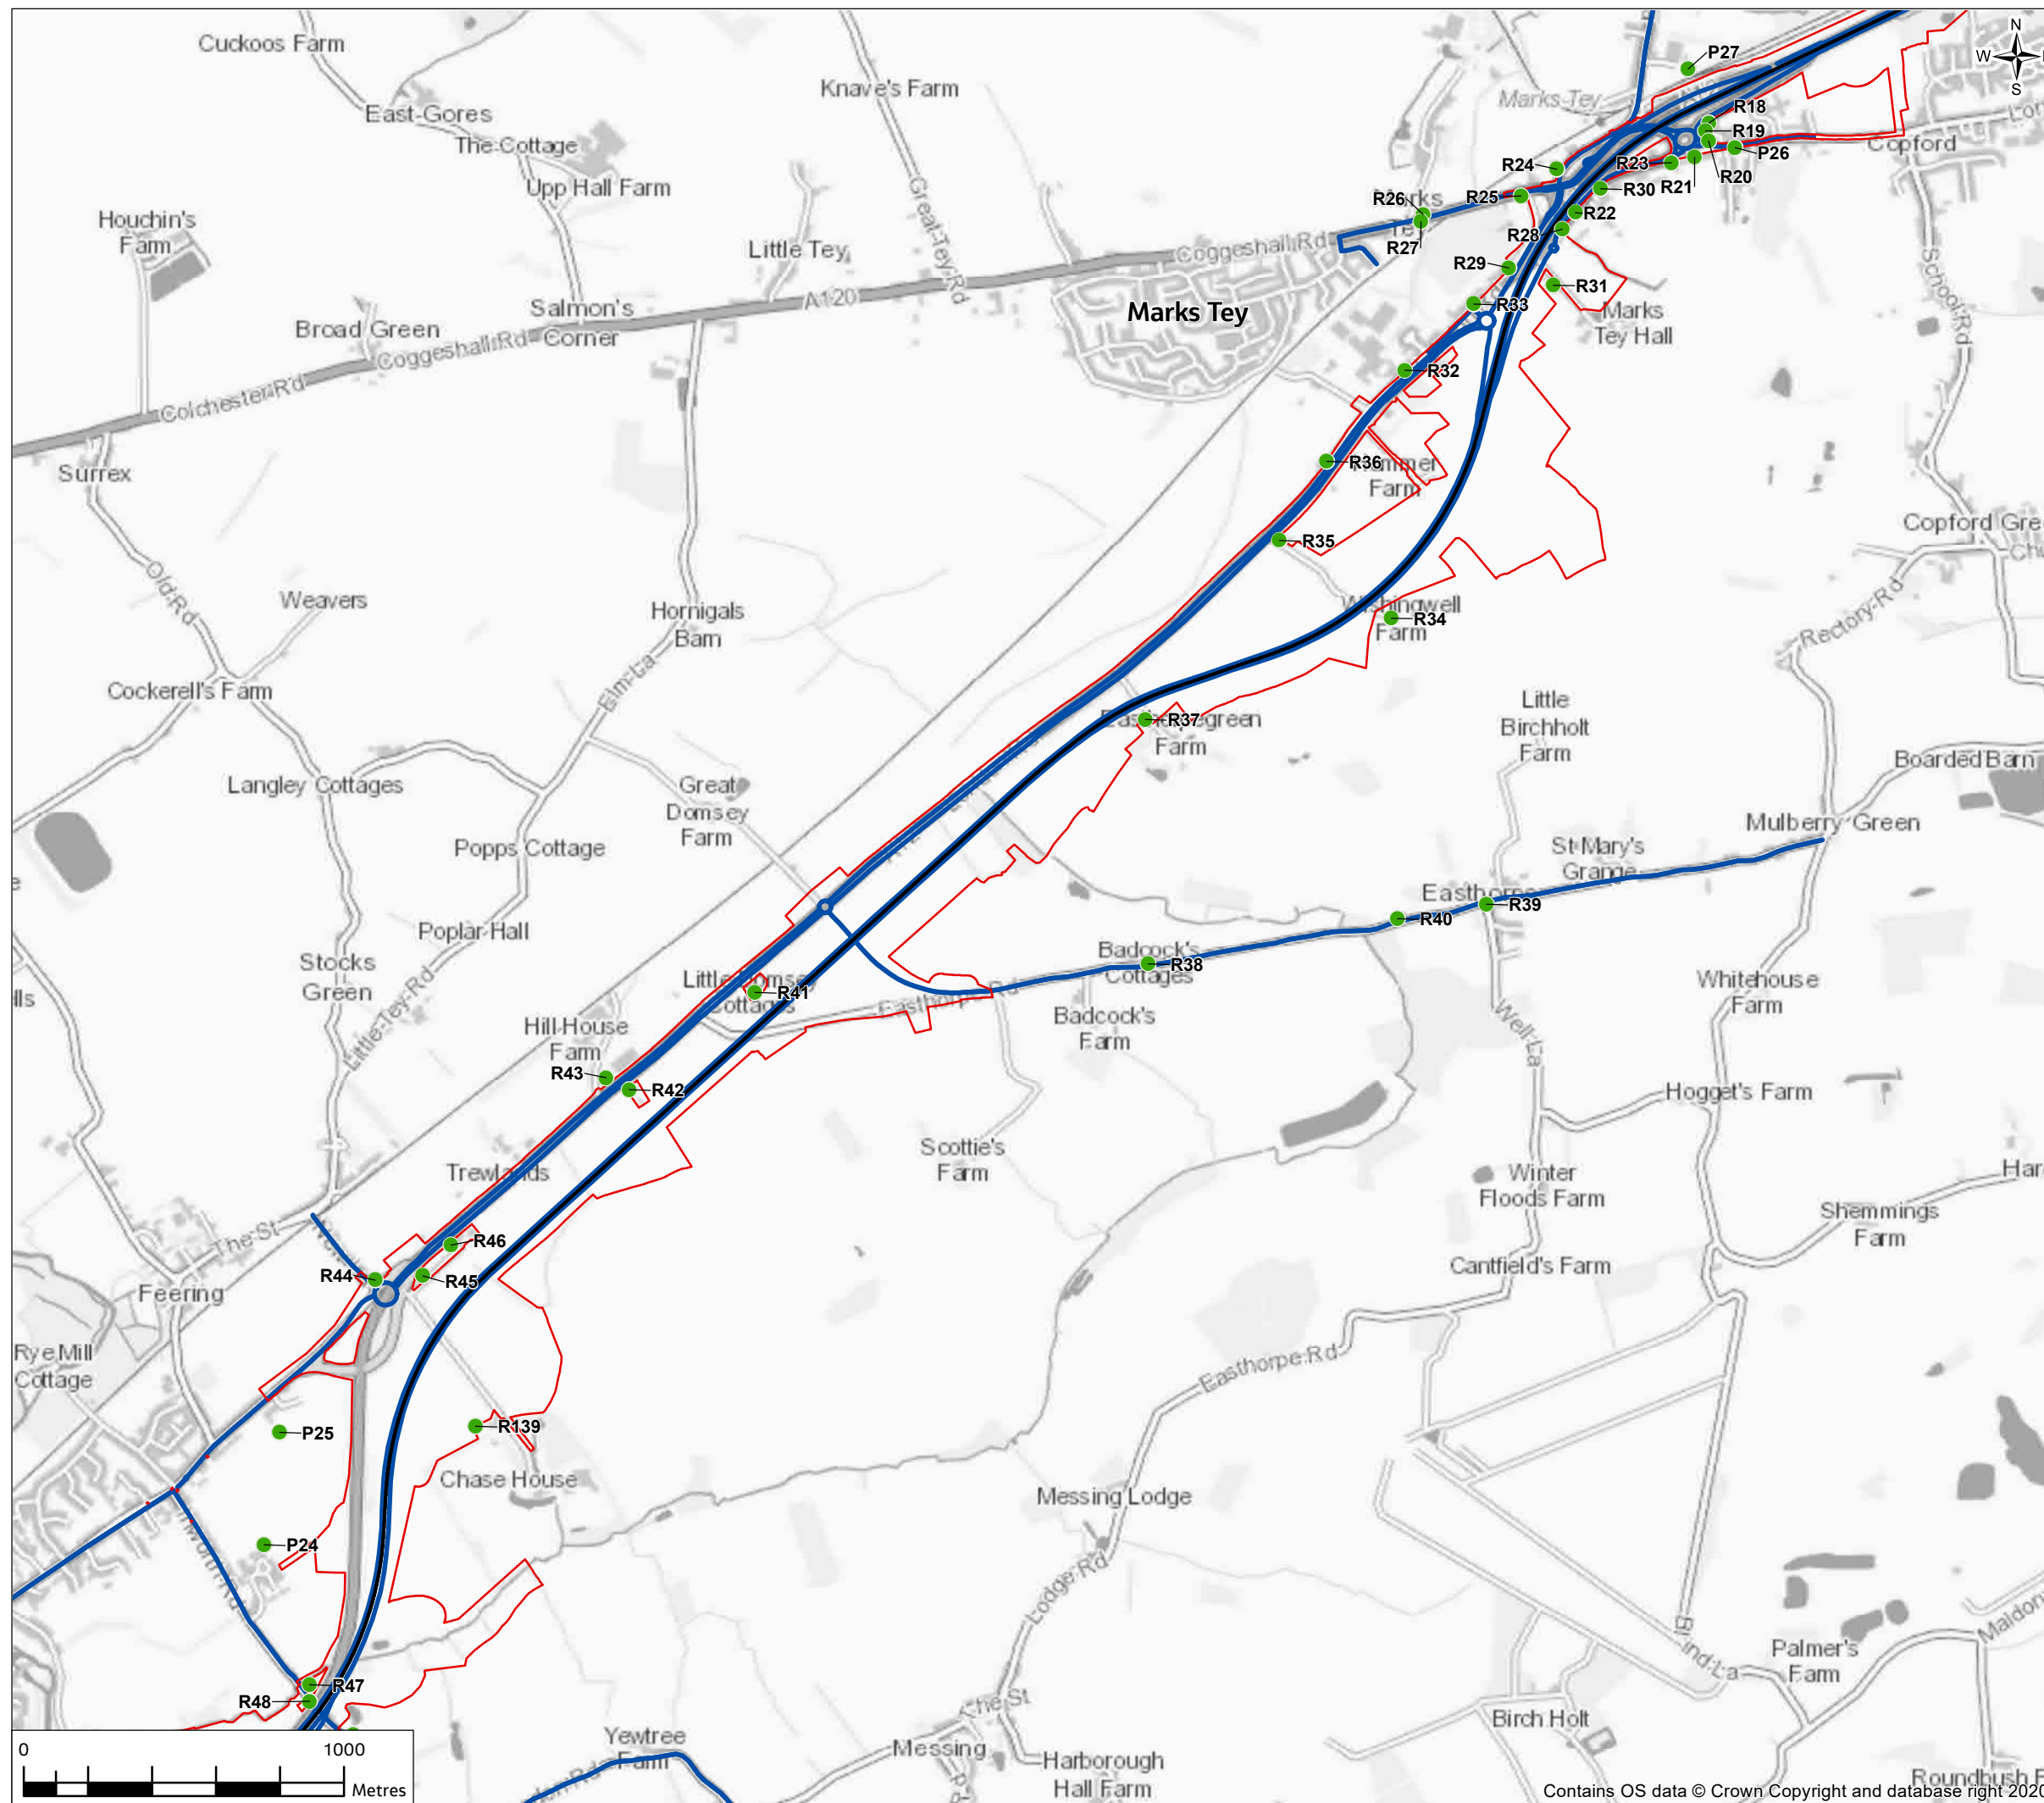 Cuckoos Farm
East-Gores
The Cottage
Upp Hall Farm
Houchin's
Farm
Knave's Farm
Great-Tey-Rd
Little Tey
Marks-Tey
P27
N
W
S
R18
R19
P26
R20
R21
R23
R24
R25
R30
R22
R28
R26
R27
Copford
Coggeshall Rd
A120
R29
R31
R33
Marks
Tey Hall
Marks Tey
Salmon's
Corner
Broad Green
Coggeshall Rd
Colchester Rd
School-Rd
R32
R36
Farm
R35
Surrex
Old-Rd
Weavers
Hornigals
Barn
Elm-La
Wishingwell
Farm
R34
Copford Gre
Rectory-Rd
Cockerell's Farm
R37
Farm
Little
Birchholt
Farm
Boarded Barn
Langley Cottages
Great
Domsey
Farm
Popps Cottage
Mulberry Green
St Mary's
Grange
Easthorpe
R39
R40
Poplar Hall
Stocks
Green
Little-Tey-Rd
Badcock's
Cottages
R38
Easthorpe Rd
Badcock's
Farm
R41
Whitehouse
Farm
Well-La
Hill House
Farm
R43
R42
Hogget's Farm
Scottie's
Farm
Trewlands
Winter
Floods Farm
Shemmings
Farm
Har
The St
R46
R44
R45
Feering
Cantfield's Farm
Rye Mill
Cottage
Easthorpe-Rd
P25
R139
Chase House
Messing Lodge
P24
Lodge-Rd
Blind-La
Maldon
Palmer's
Farm
R47
R48
Yewtree
Farm
Messing
Harborough
Hall Farm
Birch Holt
Roundbush F
0
1000
Metres
Contains OS data © Crown Copyright and database right 2020